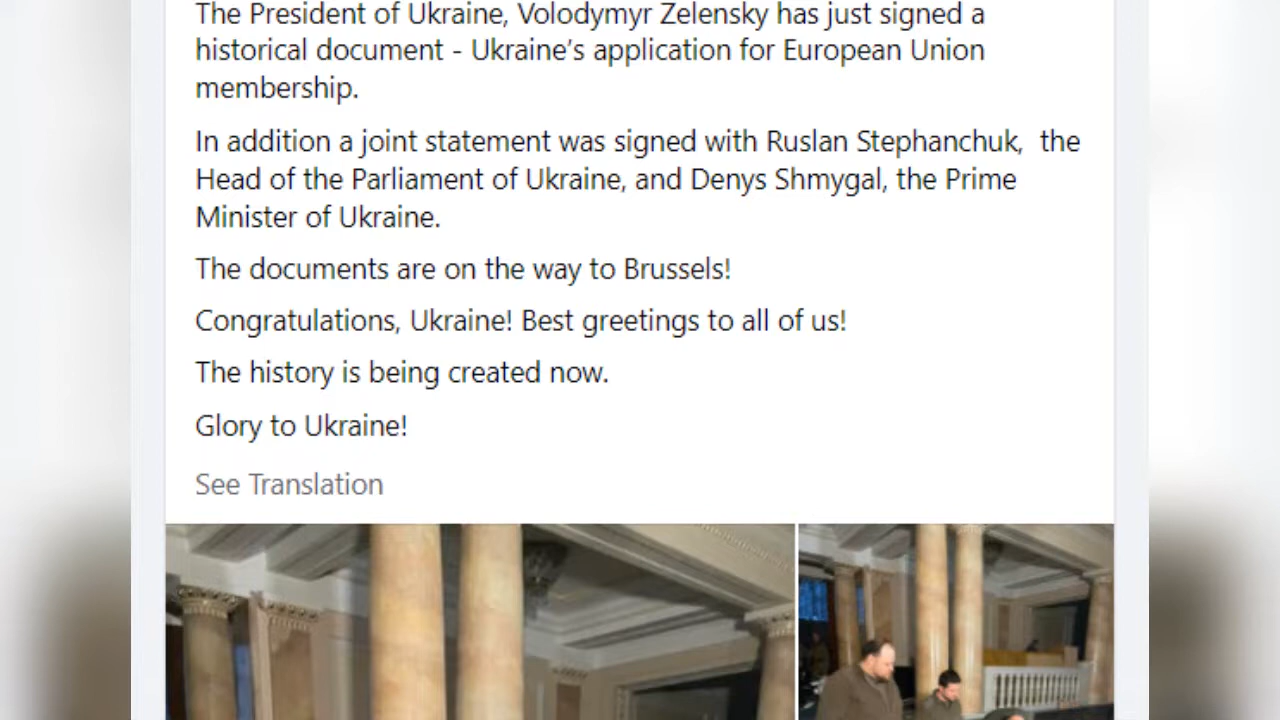 The President of Ukraine, Volodymyr Zelensky has just signed a
historical document - Ukraine's application for European Union
membership.
In addition a joint statement was signed with Ruslan Stephanchuk,  the
Head of the Parliament of Ukraine, and Denys Shmygal, the Prime
Minister of Ukraine.
The documents are on the way to Brussels!
Congratulations, Ukraine! Best greetings to all of us!
The history is being created now.
Glory to Ukraine!
See Translation